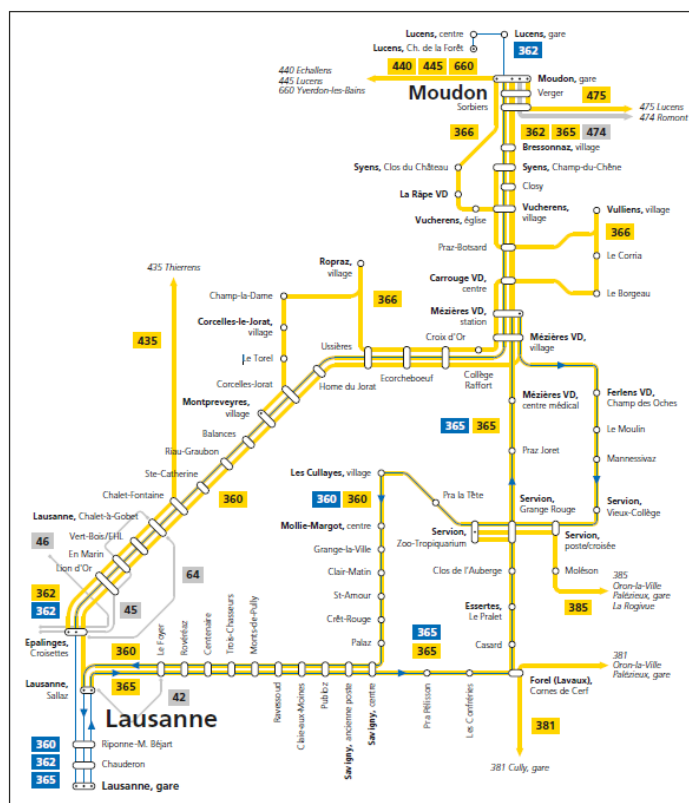 Lucens, centre
Lucens, gare
Lucens, Ch. de la Forêt
362
440 Echallens
445 Lucens
660 Yverdon-les-Bains
440 445 660
Moudon
Moudon, gare
Verger
475
Sorbiers
475 Lucens
474 Romont
366
362 365 474
Bressonnaz, village
Syens, Clos du Château
Syens, Champ-du-Chêne
Closy
La Râpe VD
Vucherens, église
Vucherens,
village
Vulliens, village
366
Praz-Botsard
Le Corria
Ropraz,
village
435 Thierrens
Champ-la-Dame
366
Carrouge VD,
centre
Le Borgeau
Corcelles-le-Jorat,
village
Mézières VD,
station
435
Ussières
Croix d'Or
Mézières VD,
village
Le Torel
Corcelles-Jorat
Home du Jorat
Ecorcheboeuf
Collège
Raffort
Montpreveyres,
village
Mézières VD,
centre médical
Ferlens VD,
Champ des Oches
Balances
365 365
Le Moulin
Riau-Graubon
Praz Joret
Mannessivaz
Ste-Catherine
Les Cullayes, village
Chalet-à-Fontaine
360
360 360
Pra la Tête
Servion,
Grange Rouge
Servion,
Vieux-Collège
Lausanne, Chalet-à-Gobet
Mollie-Margot, centre
Servion,
Zoo-Tropiquarium
Servion,
poste/croisée
46
Vert-Bois/EHL
Grange-la-Ville
En Marin
Lion d'Or
64
Clair-Matin
Clos de l'Auberge
Moléson
385
Oron-la-Ville
Palézieux, gare
La Rogivue
362
362
45
St-Amour
385
Crêt-Rouge
Essertes,
Le Pralet
Epalinges,
Croisettes
360
Le Foyer
Rovéréaz
Centenaire
Trois-Chasseurs
Monts-de-Pully
Palaz
365
365
Casard
381
Oron-la-Ville
Palézieux, gare
Lausanne,
Sallaz
365
42
Ravessoud
Claie-aux-Moines
Publoz
Savigny, ancienne poste
Savigny, centre
Pra Pélisson
Les Confréries
Forel (Lavaux),
Cornes de Cerf
Lausanne
381
360
Riponne-M. Béjart
362
Chauderon
365
Lausanne, gare
381 Cully, gare